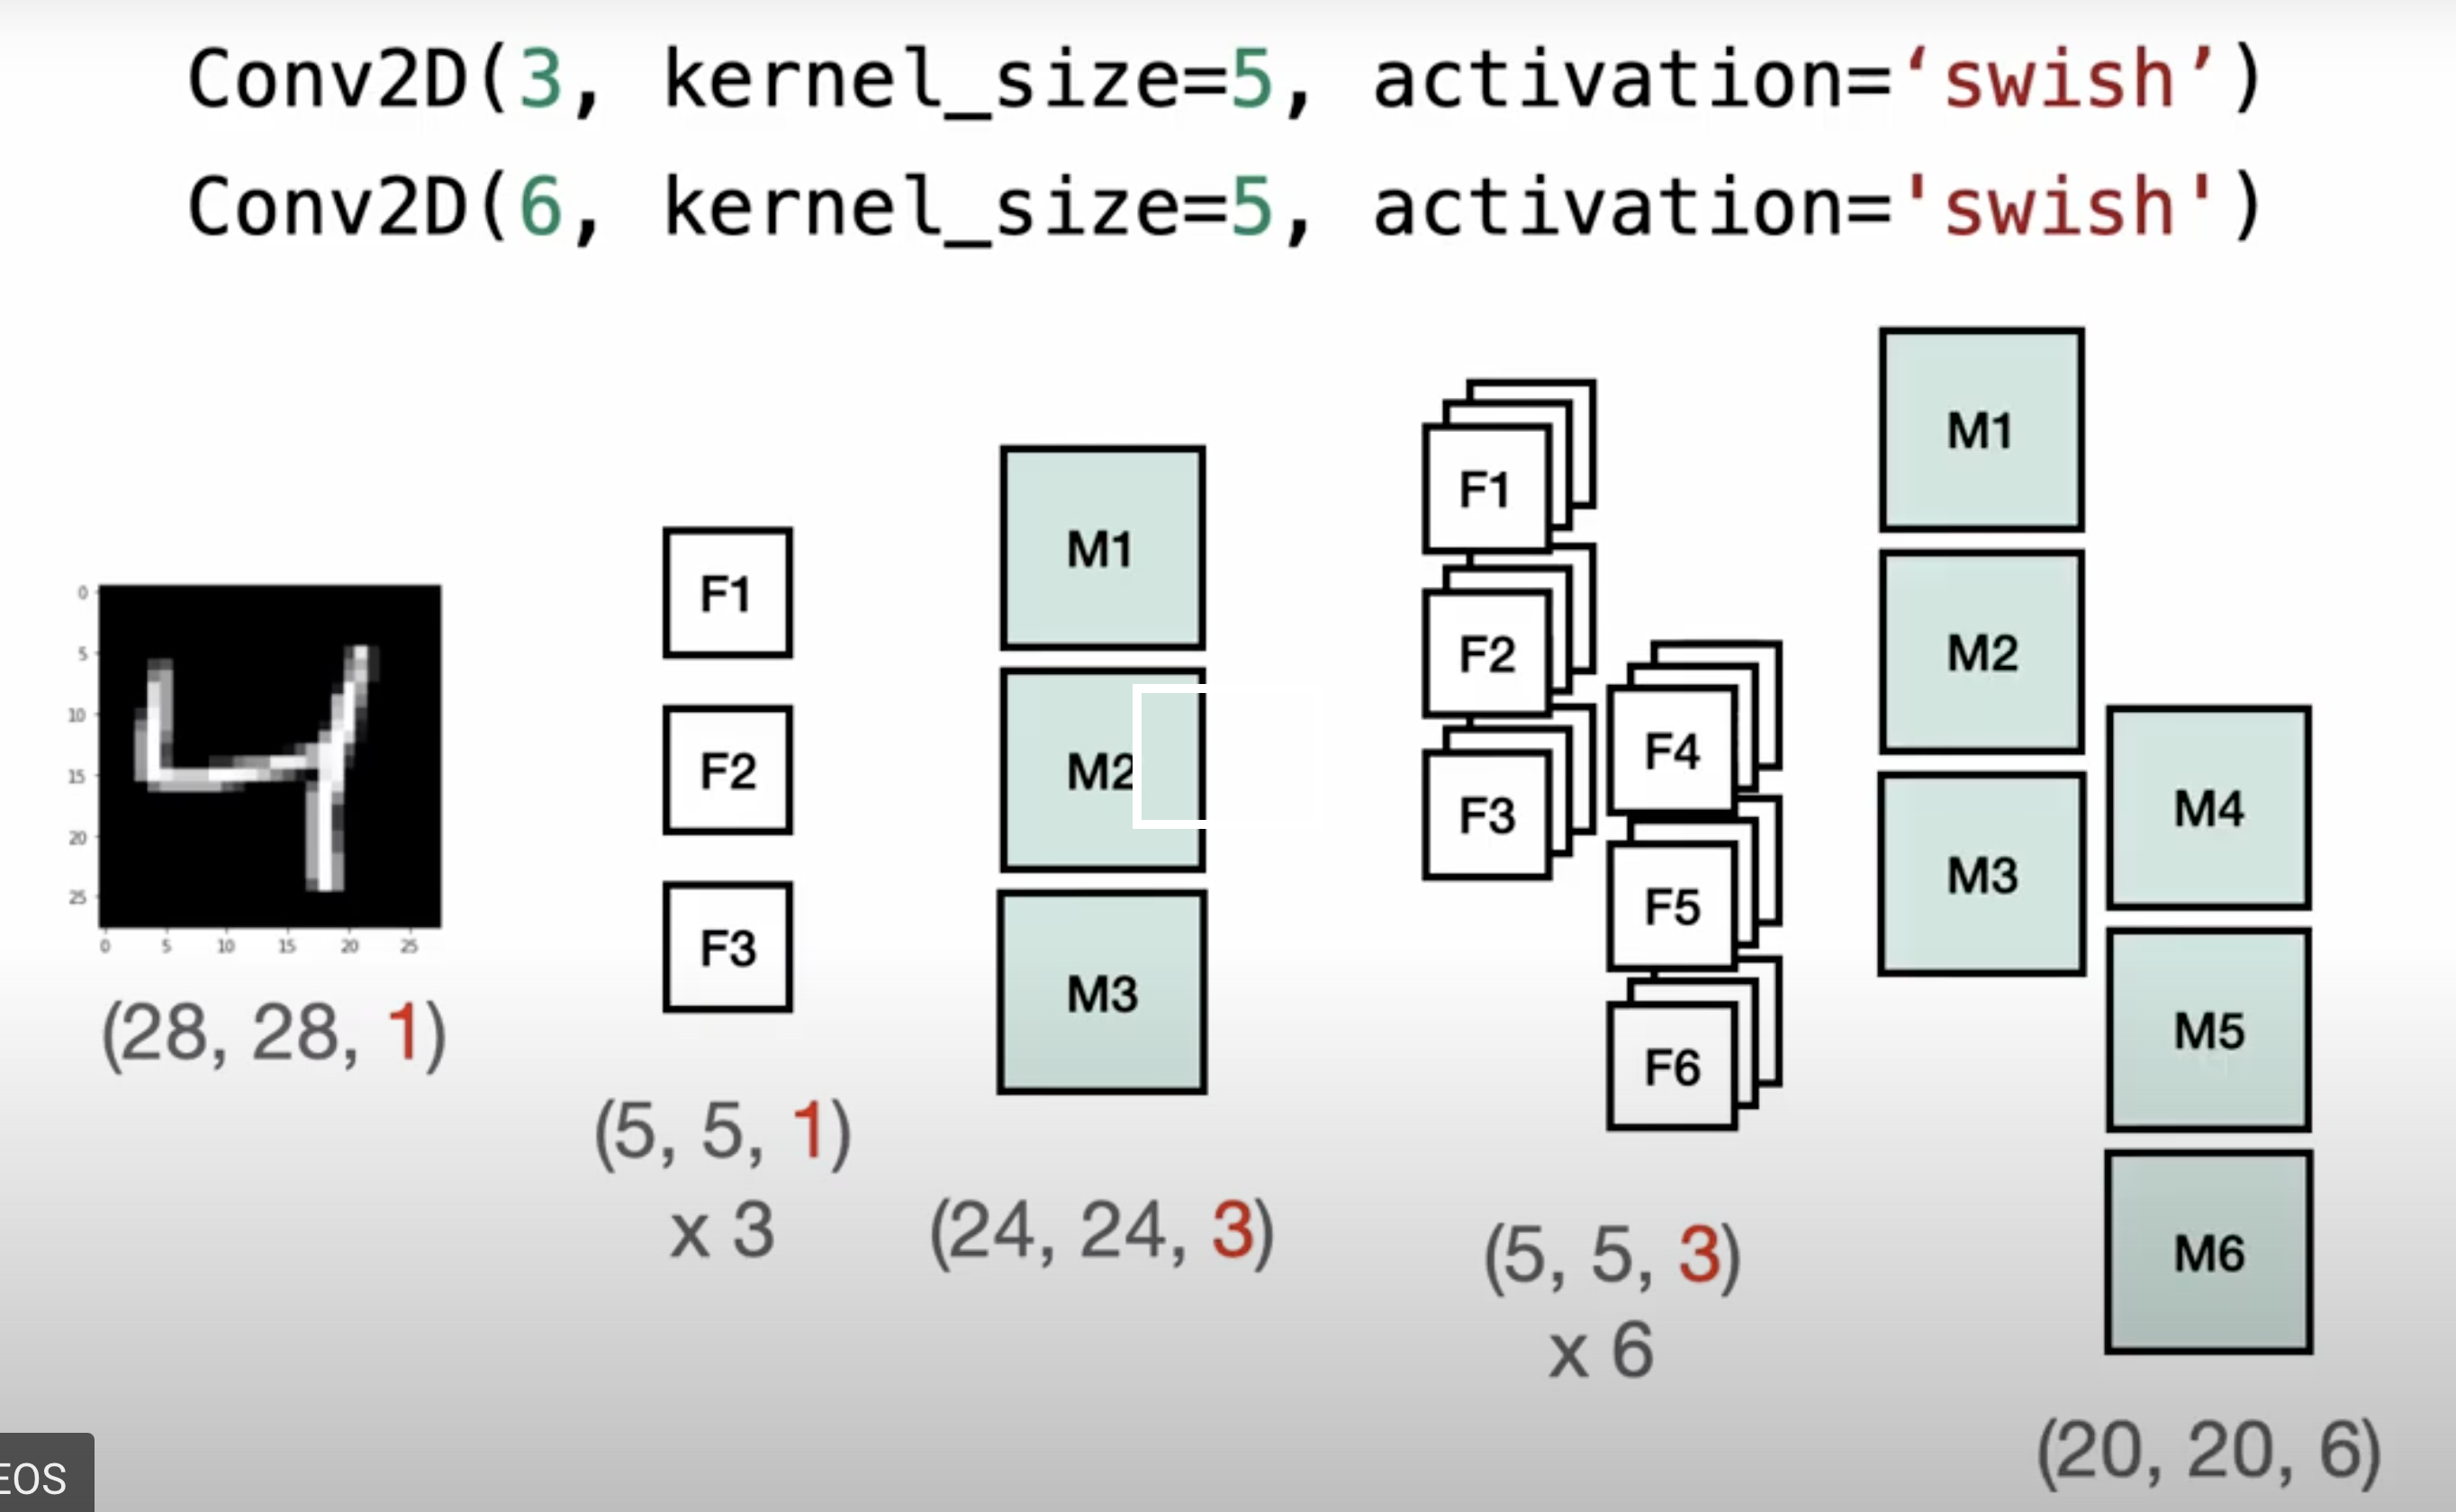 Conv2D(3, kernel_size=5, activation=‘swish’)
Conv2D(6, kernel_size=5, activation='swish')
0
5
10
15
20
25
0 5 10 15 20 25
(28, 28, 1)
F1
F2
F3
(5, 5, 1)
x 3
M1
M2
M3
(24, 24, 3)
F1
F2
F3
F4
F5
F6
(5, 5, 3)
x 6
M1
M2
M3
M4
M5
M6
(20, 20, 6)